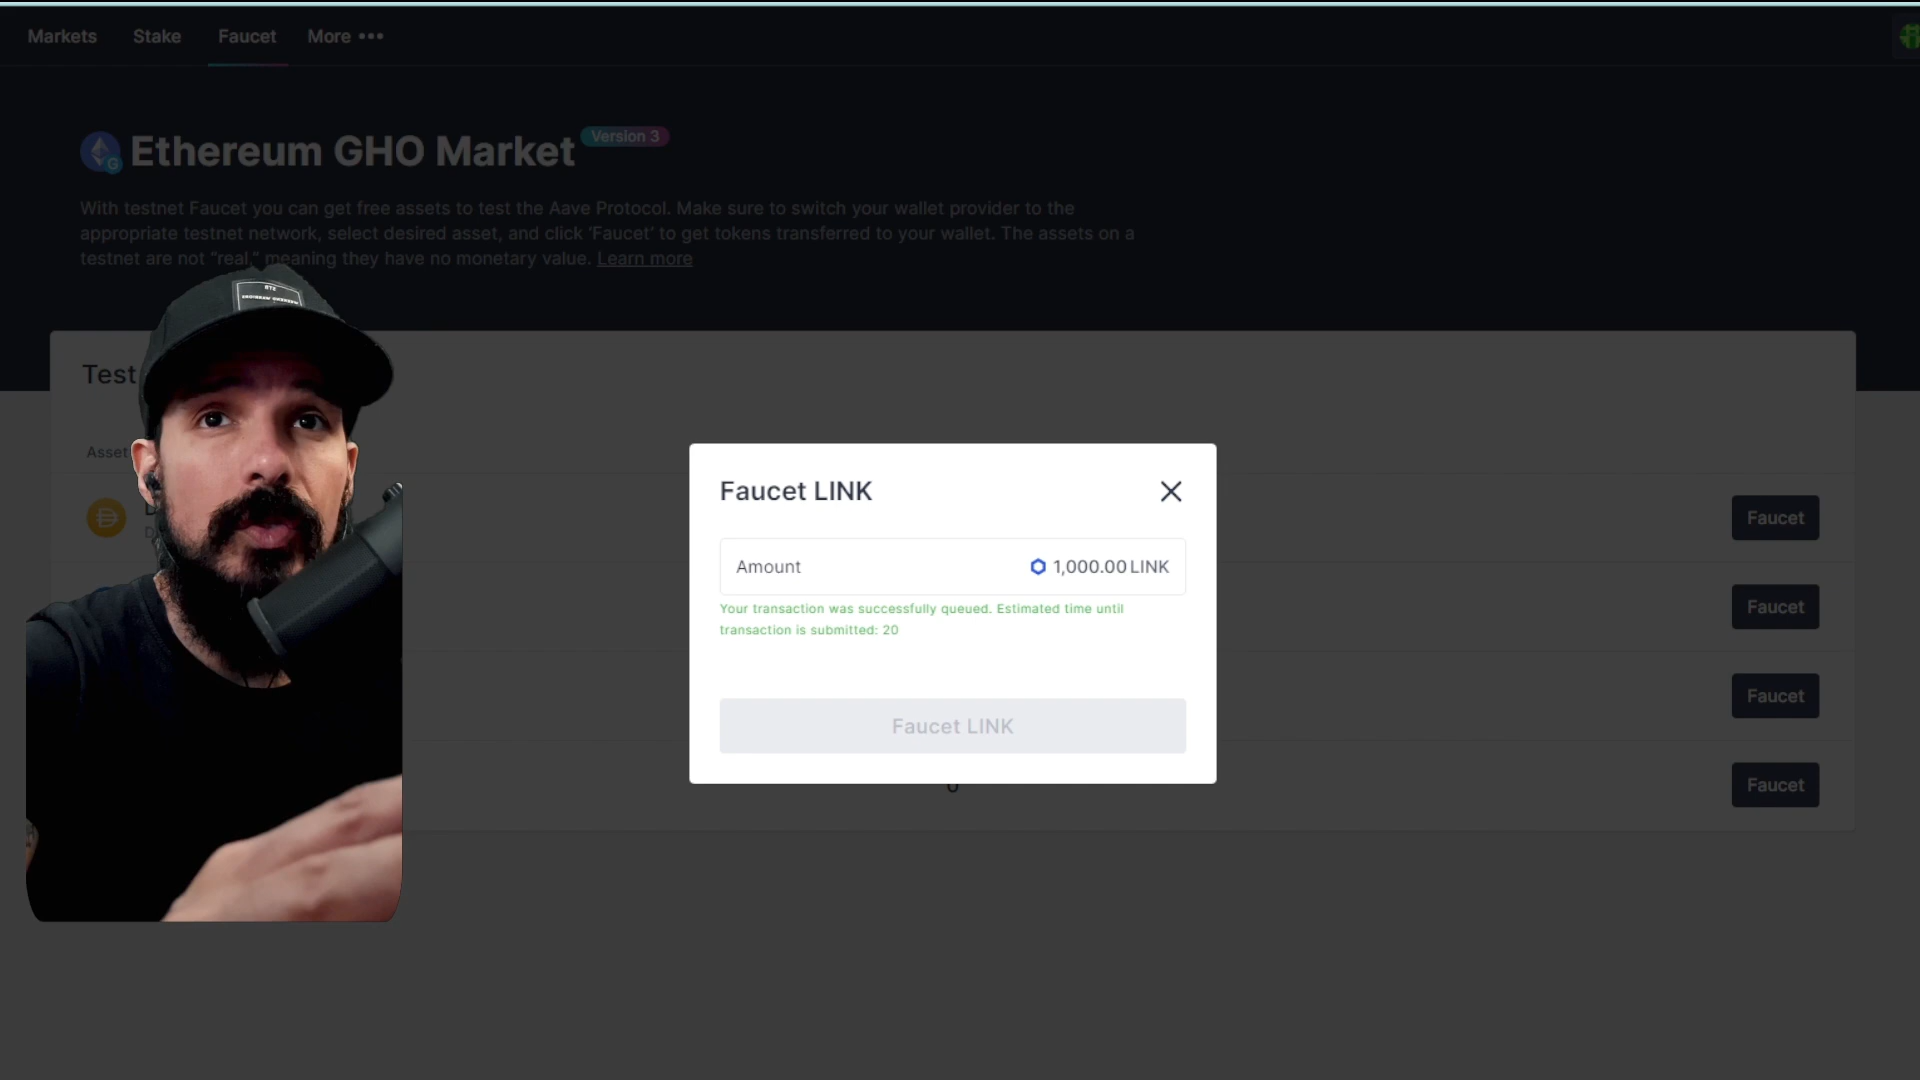 Markets Stake Faucet More
Ethereum GHO Market Version 3
With testnet Faucet you can get free assets to test the Aave Protocol. Make sure to switch your wallet provider to the
appropriate testnet network, select desired asset, and click 'Faucet' to get tokens transferred to your wallet. The assets on a
testnet are not "real," meaning they have no monetary value. Learn more
Test
Asset
Faucet
Faucet
Faucet
0 Faucet
Faucet LINK
Amount 1,000.00 LINK
Your transaction was successfully queued. Estimated time until
transaction is submitted: 20
Faucet LINK